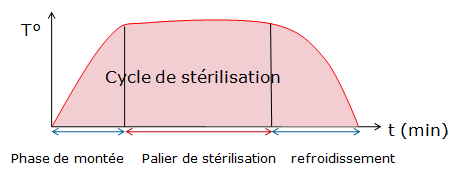 T°
Cycle de stérilisation
t (min)
Phase de montée
Palier de stérilisation
refroidissement